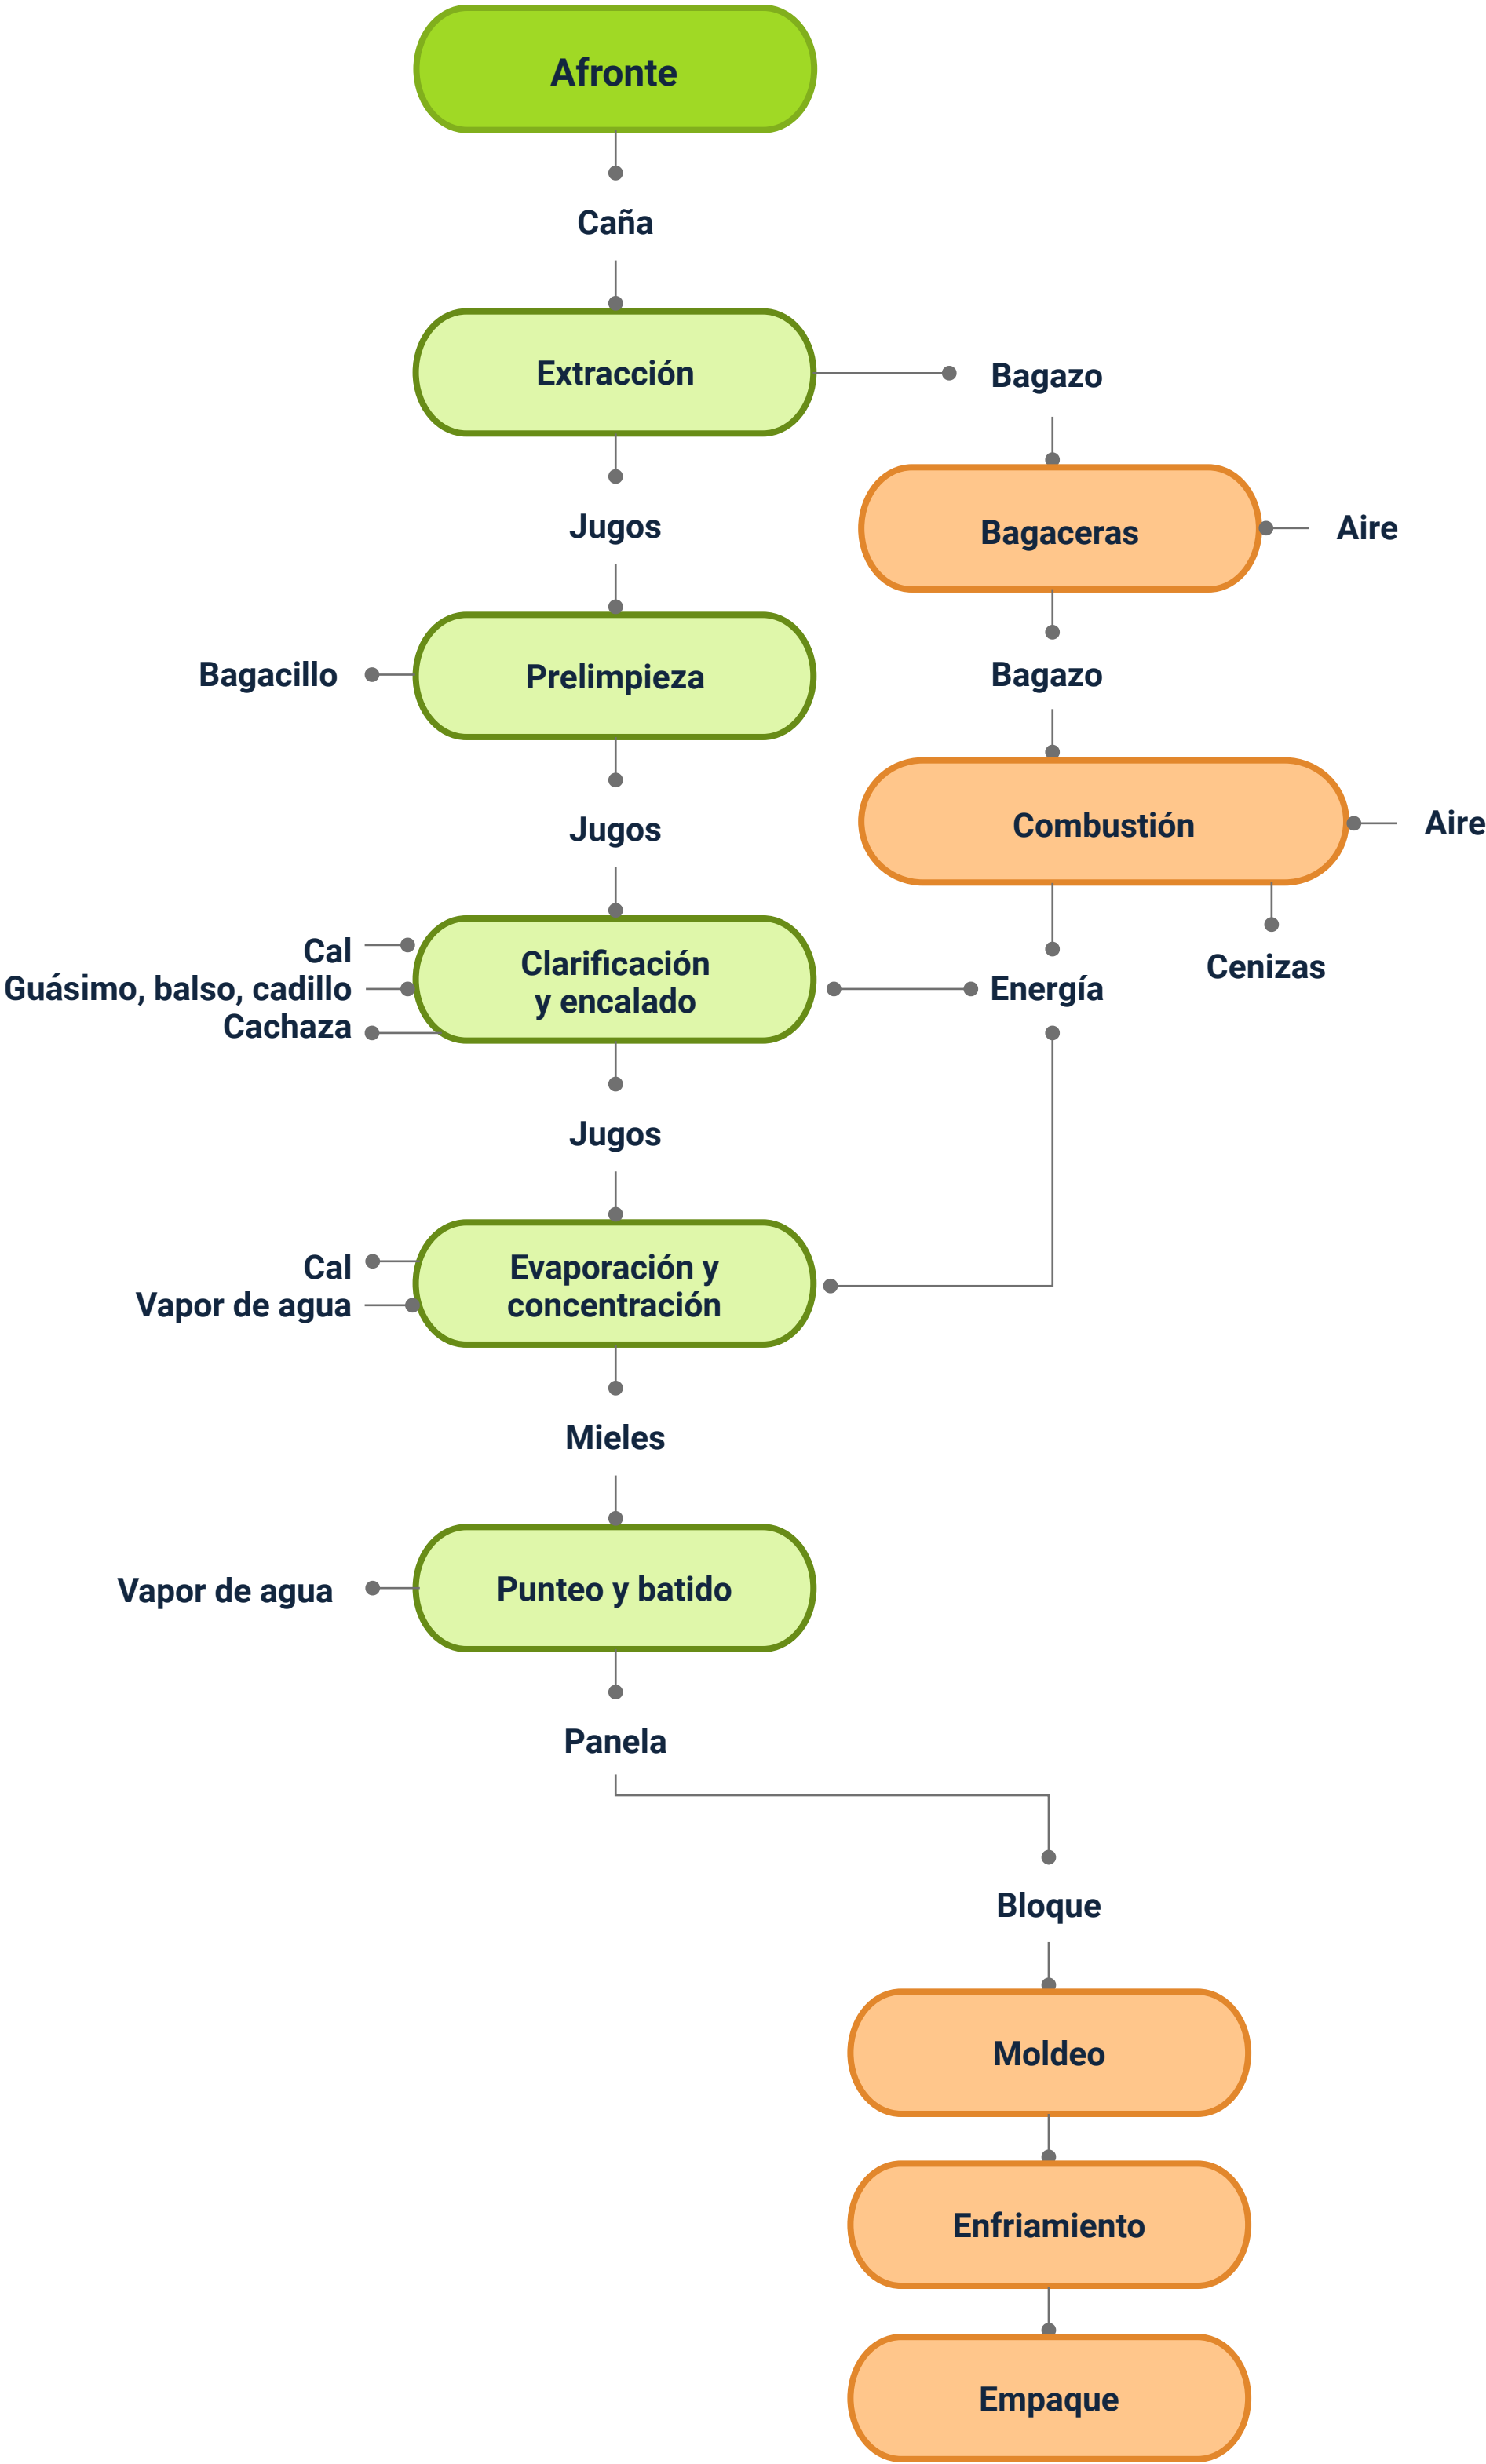 Afronte
Caña
Extracción
Bagazo
Bagaceras
Aire
Jugos
Bagacillo
Prelimpieza
Bagazo
Jugos
Combustión
Aire
Cal
Guásimo, balso, cadillo
Cachaza
Clarificación
y encalado
Energía
Cenizas
Jugos
Cal
Vapor de agua
Evaporación y
concentración
Mieles
Vapor de agua
Punteo y batido
Panela
Bloque
Moldeo
Enfriamiento
Empaque